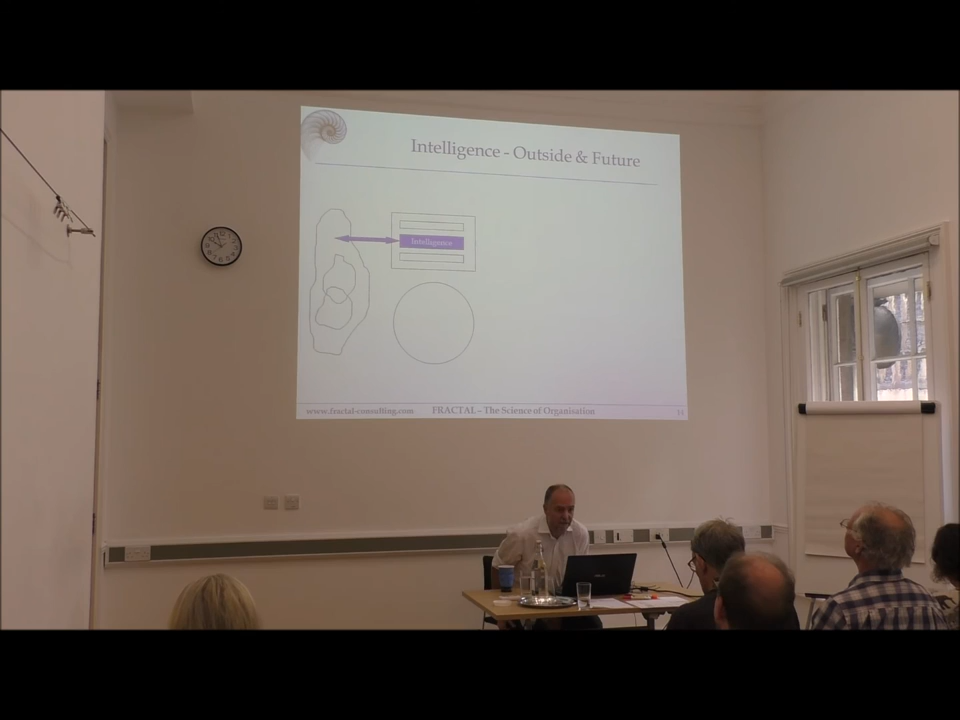 Intelligence - Outside & Future
Intelligence
www.fractal-consulting.com FRACTAL – The Science of Organisation